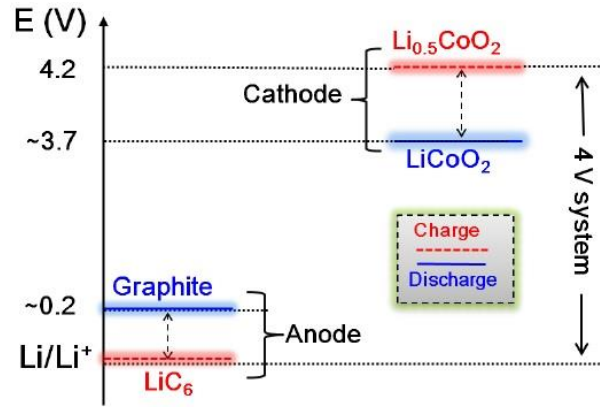 E (V)
4.2
~3.7
~0.2
Li/Li⁺
Cathode
Li₀.₅CoO₂
LiCoO₂
4 V system
Charge
Discharge
Graphite
Anode
LiC₆